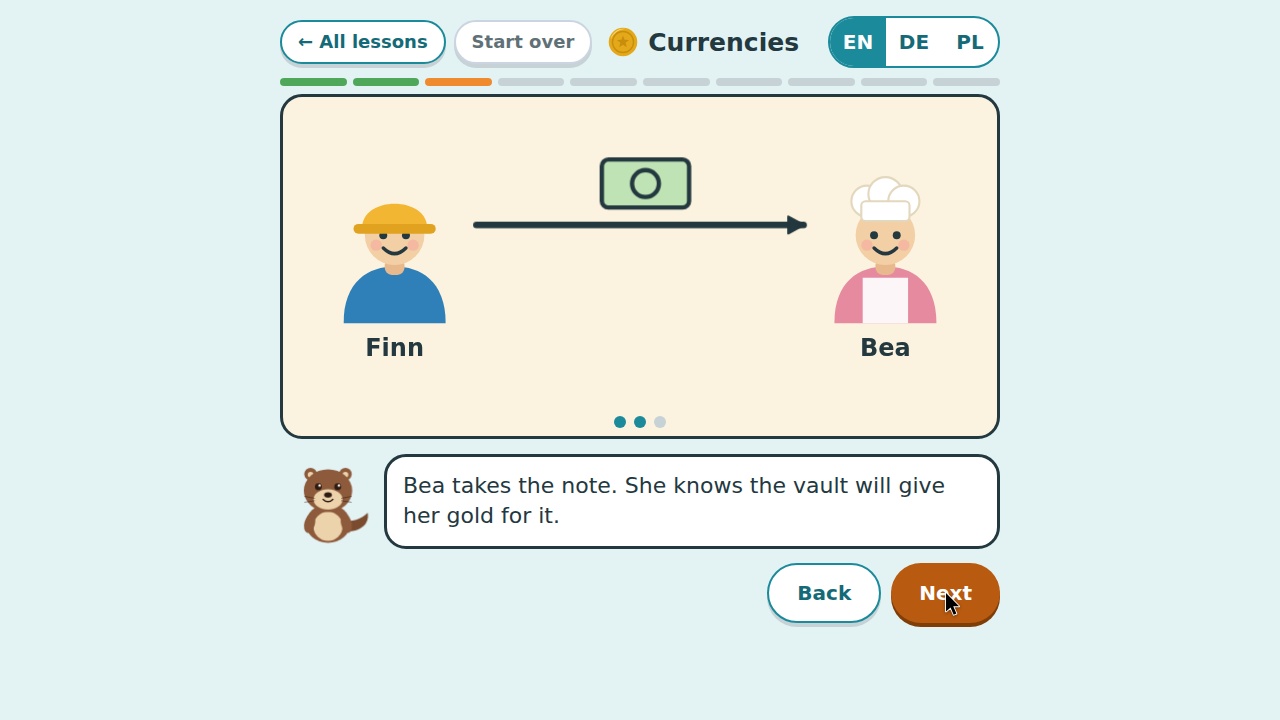 ← All lessons
Start over
Currencies
EN
DE
PL
Finn
Bea
Bea takes the note. She knows the vault will give
her gold for it.
Back
Next